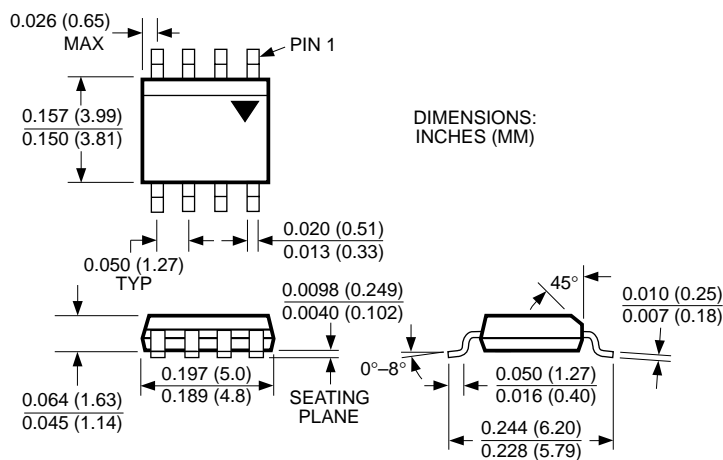 0.026 (0.65)
MAX
PIN 1
0.157 (3.99)
0.150 (3.81)
DIMENSIONS:
INCHES (MM)
0.020 (0.51)
0.013 (0.33)
0.050 (1.27)
TYP
0.0098 (0.249)
0.0040 (0.102)
45°
0.010 (0.25)
0.007 (0.18)
0°–8°
0.064 (1.63)
0.045 (1.14)
0.197 (5.0)
0.189 (4.8)
SEATING
PLANE
0.050 (1.27)
0.016 (0.40)
0.244 (6.20)
0.228 (5.79)